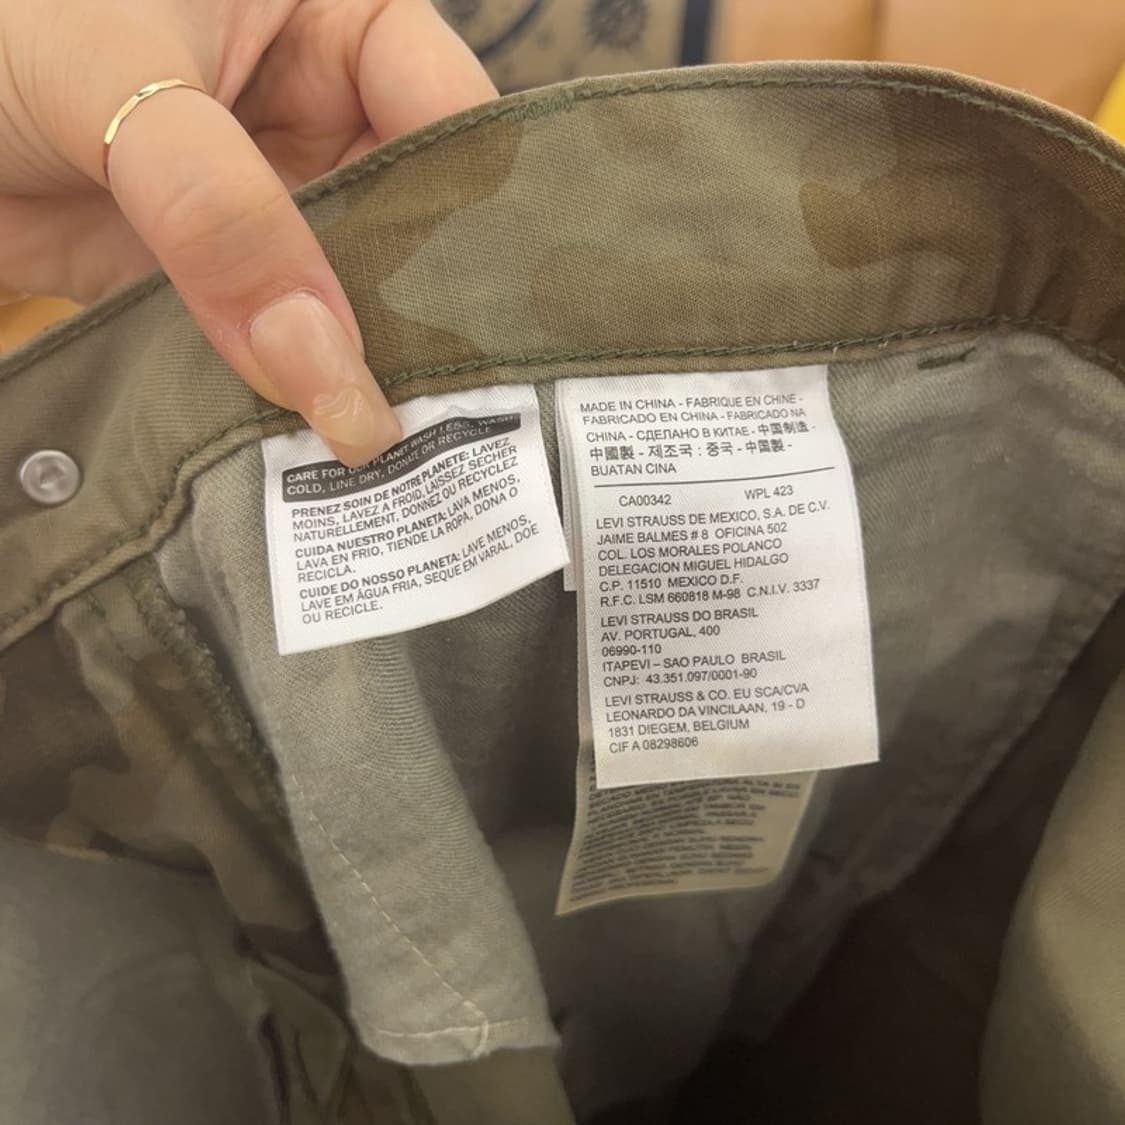 CARE FOR OUR PLANET: WASH LESS, WASH
COLD, LINE DRY, DONATE OR RECYCLE
PRENEZ SOIN DE NOTRE PLANETE: LAVEZ
MOINS, LAVEZ A FROID, LAISSEZ SECHER
NATURELLEMENT, DONNEZ OU RECYCLEZ
CUIDA NUESTRO PLANETA: LAVA MENOS,
LAVA EN FRIO, TIENDE LA ROPA, DONA O
RECICLA.
CUIDE DO NOSSO PLANETA: LAVE MENOS,
LAVE EM ÁGUA FRIA, SEQUE EM VARAL, DOE
OU RECICLE.
MADE IN CHINA - FABRIQUE EN CHINE -
FABRICADO EN CHINA - FABRICADO NA
CHINA - СДЕЛАНО В КИТАЕ - 中国制造 -
中國製 - 제조국 : 중국 - 中国製 -
BUATAN CINA
CA00342 WPL 423
LEVI STRAUSS DE MEXICO, S.A. DE C.V.
JAIME BALMES # 8 OFICINA 502
COL. LOS MORALES POLANCO
DELEGACION MIGUEL HIDALGO
C.P. 11510 MEXICO D.F.
R.F.C. LSM 660818 M-98 C.N.I.V. 3337
LEVI STRAUSS DO BRASIL
AV. PORTUGAL, 400
06990-110
ITAPEVI – SAO PAULO BRASIL
CNPJ: 43.351.097/0001-90
LEVI STRAUSS & CO. EU SCA/CVA
LEONARDO DA VINCILAAN, 19 - D
1831 DIEGEM, BELGIUM
CIF A 08298606